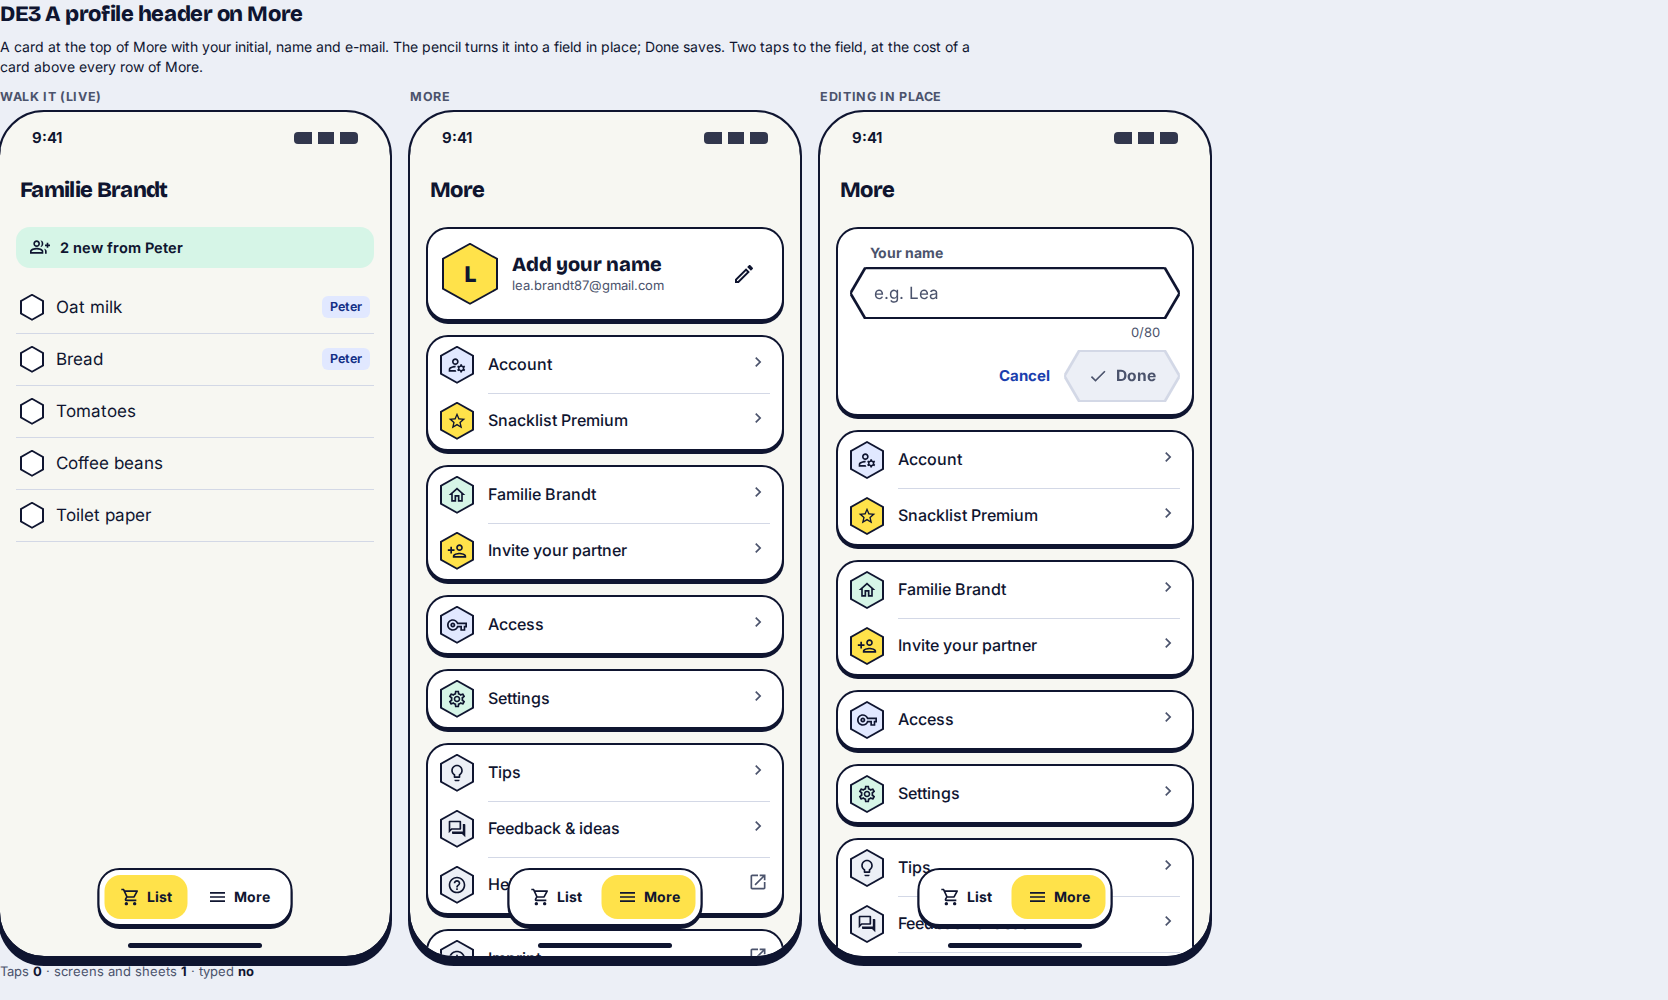 DE3 A profile header on More
A card at the top of More with your initial, name and e-mail. The pencil turns it into a field in place; Done saves. Two taps to the field, at the cost of a
card above every row of More.
WALK IT (LIVE)
9:41
Familie Brandt
2 new from Peter
Oat milk
Peter
Bread
Peter
Tomatoes
Coffee beans
Toilet paper
List
More
Taps 0 · screens and sheets 1 · typed no
MORE
9:41
More
L
Add your name
lea.brandt87@gmail.com
Account
Snacklist Premium
Familie Brandt
Invite your partner
Access
Settings
Tips
Feedback & ideas
He
List
More
Imprint
EDITING IN PLACE
9:41
More
Your name
e.g. Lea
0/80
Cancel
Done
Account
Snacklist Premium
Familie Brandt
Invite your partner
Access
Settings
Tips
List
More